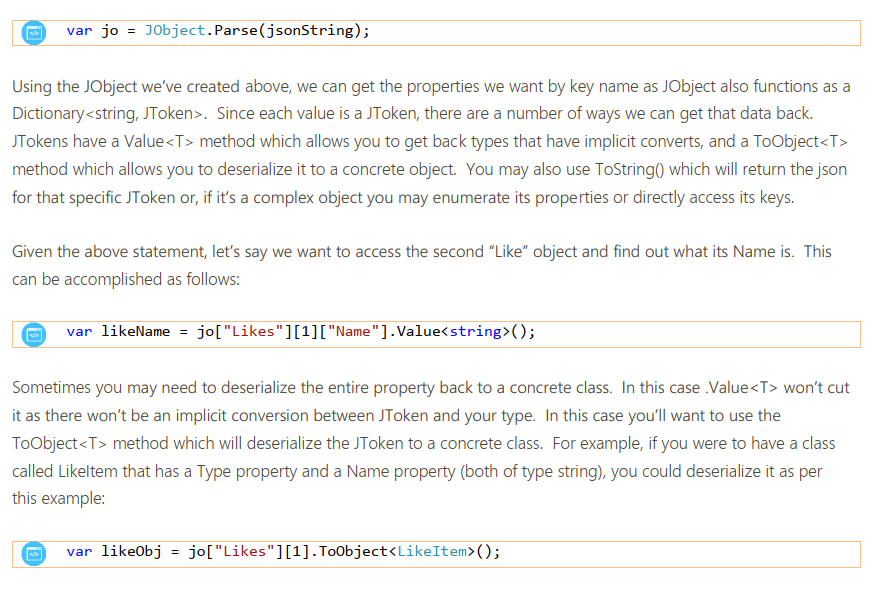 var jo = JObject.Parse(jsonString);
Using the JObject we’ve created above, we can get the properties we want by key name as JObject also functions as a
Dictionary<string, JToken>.  Since each value is a JToken, there are a number of ways we can get that data back.
JTokens have a Value<T> method which allows you to get back types that have implicit converts, and a ToObject<T>
method which allows you to deserialize it to a concrete object.  You may also use ToString() which will return the json
for that specific JToken or, if it’s a complex object you may enumerate its properties or directly access its keys.
Given the above statement, let’s say we want to access the second “Like” object and find out what its Name is.  This
can be accomplished as follows:
var likeName = jo["Likes"][1]["Name"].Value<string>();
Sometimes you may need to deserialize the entire property back to a concrete class.  In this case .Value<T> won’t cut
it as there won’t be an implicit conversion between JToken and your type.  In this case you’ll want to use the
ToObject<T> method which will deserialize the JToken to a concrete class.  For example, if you were to have a class
called LikeItem that has a Type property and a Name property (both of type string), you could deserialize it as per
this example:
var likeObj = jo["Likes"][1].ToObject<LikeItem>();